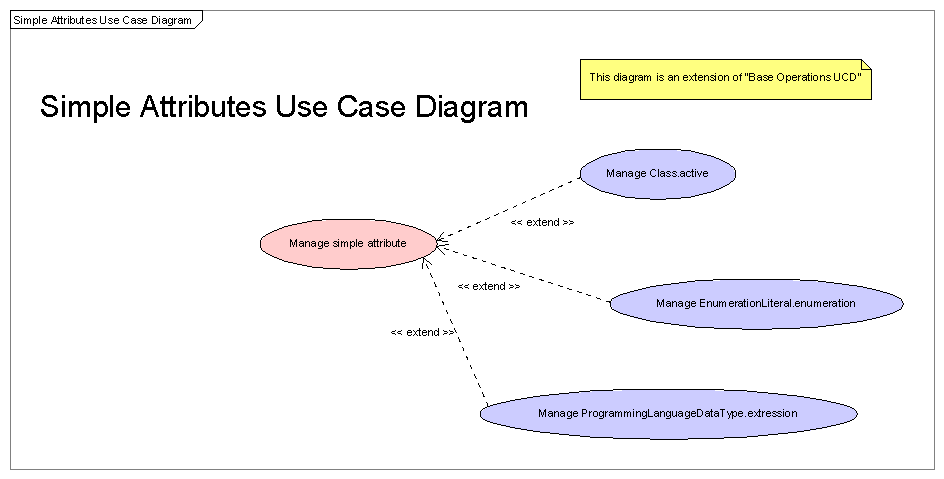 Simple Attributes Use Case Diagram
This diagram is an extension of "Base Operations UCD"
Simple Attributes Use Case Diagram
Manage Class.active
<< extend >>
Manage simple attribute
<< extend >>
Manage EnumerationLiteral.enumeration
<< extend >>
Manage ProgrammingLanguageDataType.extression